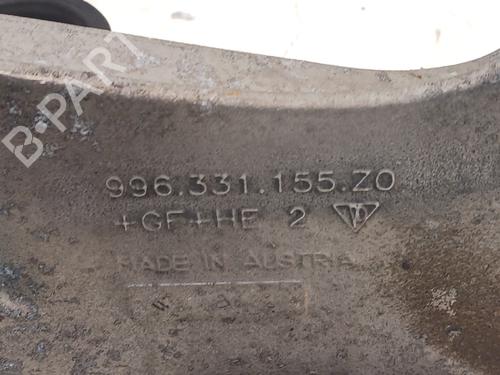 B-Parts
996.331.155.Z0
+GF+HE 2
MADE IN AUSTRIA